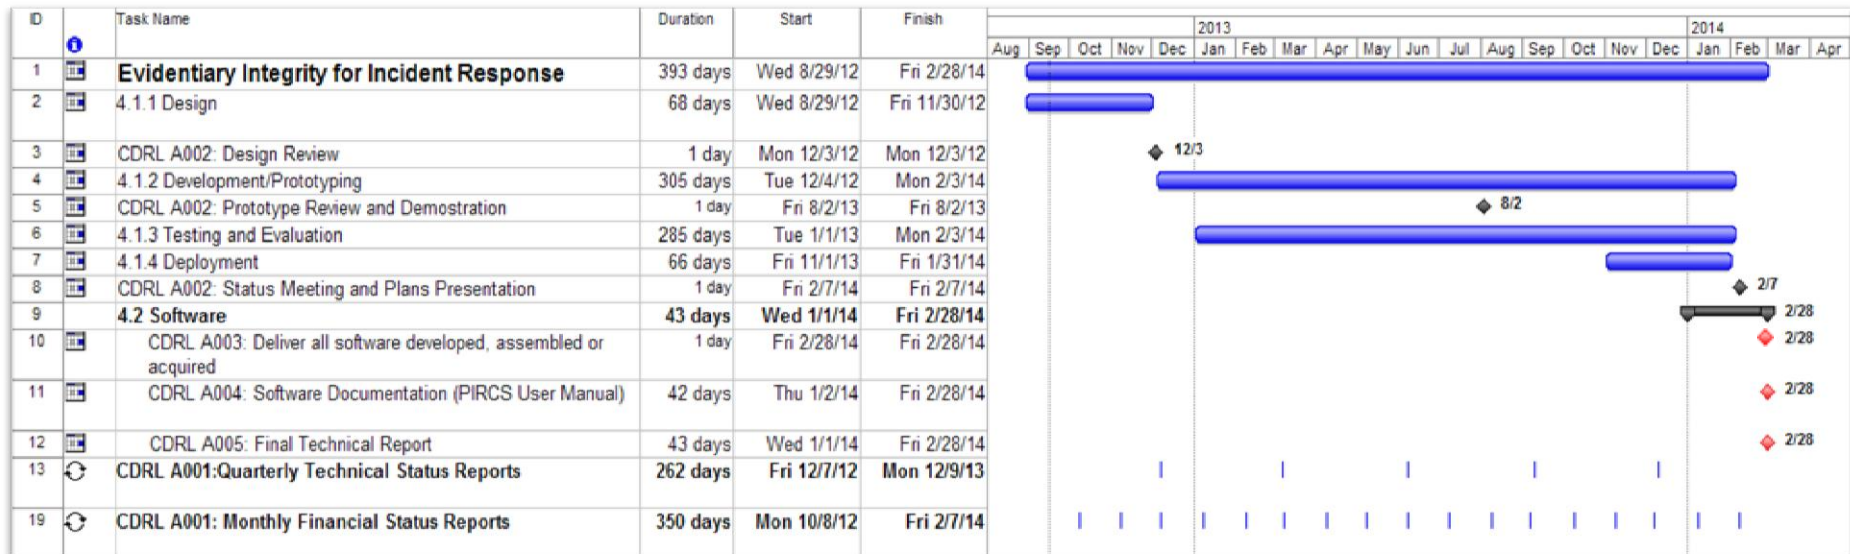 ID Task Name Duration Start Finish
2013 2014
Aug Sep Oct Nov Dec Jan Feb Mar Apr May Jun Jul Aug Sep Oct Nov Dec Jan Feb Mar Apr
1 Evidentiary Integrity for Incident Response 393 days Wed 8/29/12 Fri 2/28/14
2 4.1.1 Design 68 days Wed 8/29/12 Fri 11/30/12
3 CDRL A002: Design Review 1 day Mon 12/3/12 Mon 12/3/12 12/3
4 4.1.2 Development/Prototyping 305 days Tue 12/4/12 Mon 2/3/14
5 CDRL A002: Prototype Review and Demostration 1 day Fri 8/2/13 Fri 8/2/13 8/2
6 4.1.3 Testing and Evaluation 285 days Tue 1/1/13 Mon 2/3/14
7 4.1.4 Deployment 66 days Fri 11/1/13 Fri 1/31/14
8 CDRL A002: Status Meeting and Plans Presentation 1 day Fri 2/7/14 Fri 2/7/14 2/7
9 4.2 Software 43 days Wed 1/1/14 Fri 2/28/14 2/28
10 CDRL A003: Deliver all software developed, assembled or 1 day Fri 2/28/14 Fri 2/28/14 2/28
acquired
11 CDRL A004: Software Documentation (PIRCS User Manual) 42 days Thu 1/2/14 Fri 2/28/14 2/28
12 CDRL A005: Final Technical Report 43 days Wed 1/1/14 Fri 2/28/14 2/28
13 CDRL A001:Quarterly Technical Status Reports 262 days Fri 12/7/12 Mon 12/9/13
19 CDRL A001: Monthly Financial Status Reports 350 days Mon 10/8/12 Fri 2/7/14